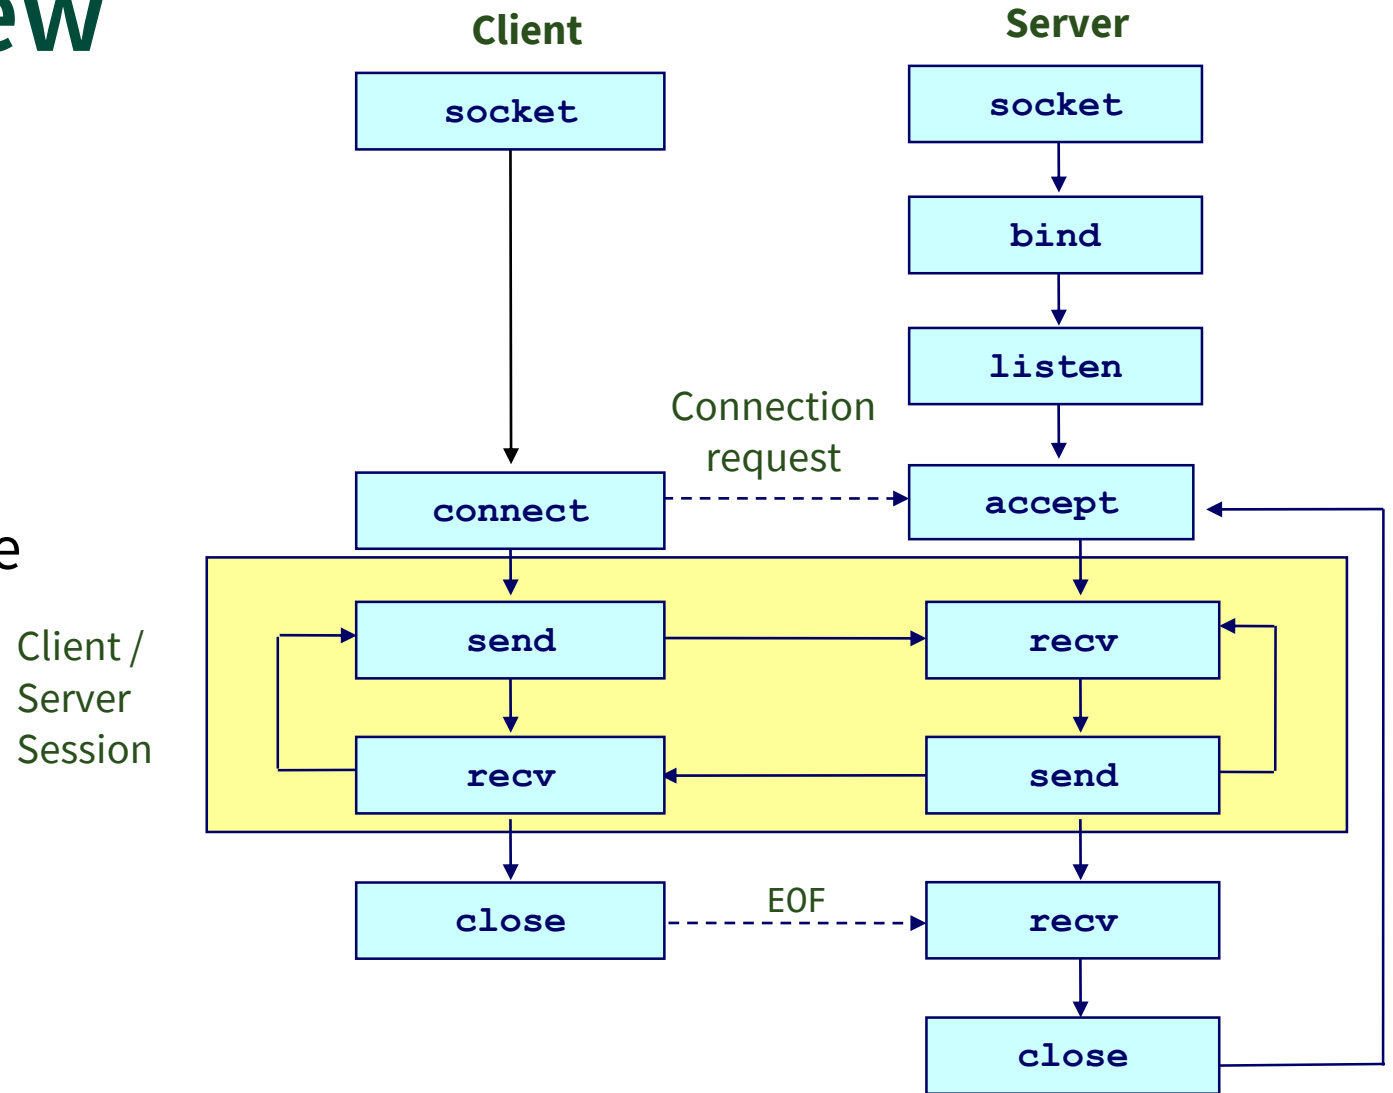 ew
Client
Server
socket
socket
bind
listen
Connection
request
connect
accept
e
Client /
Server
Session
send
recv
recv
send
close
EOF
recv
close